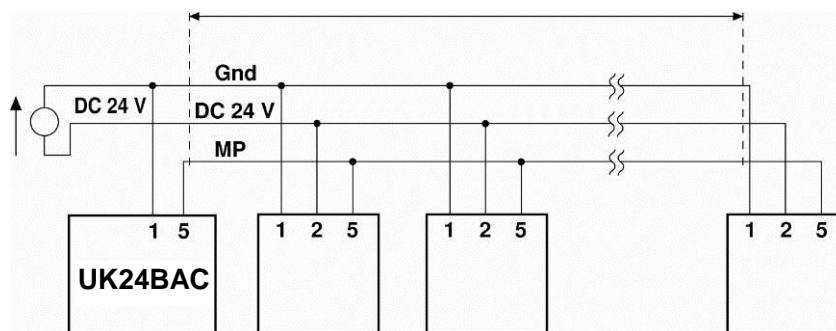 Gnd
DC 24 V DC 24 V
MP
1 5 1 2 5 1 2 5 1 2 5
UK24BAC